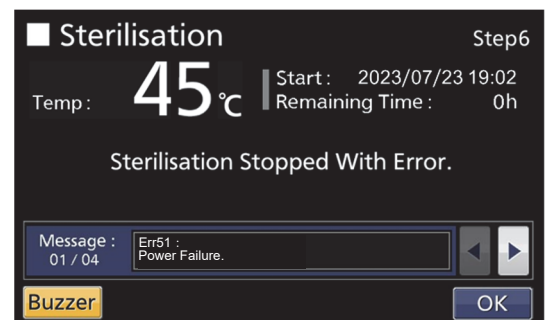 Sterilisation
Step6
Temp : 45 ℃
Start : 2023/07/23 19:02
Remaining Time : 0h
Sterilisation Stopped With Error.
Message :
01 / 04
Err51 :
Power Failure.
Buzzer
OK